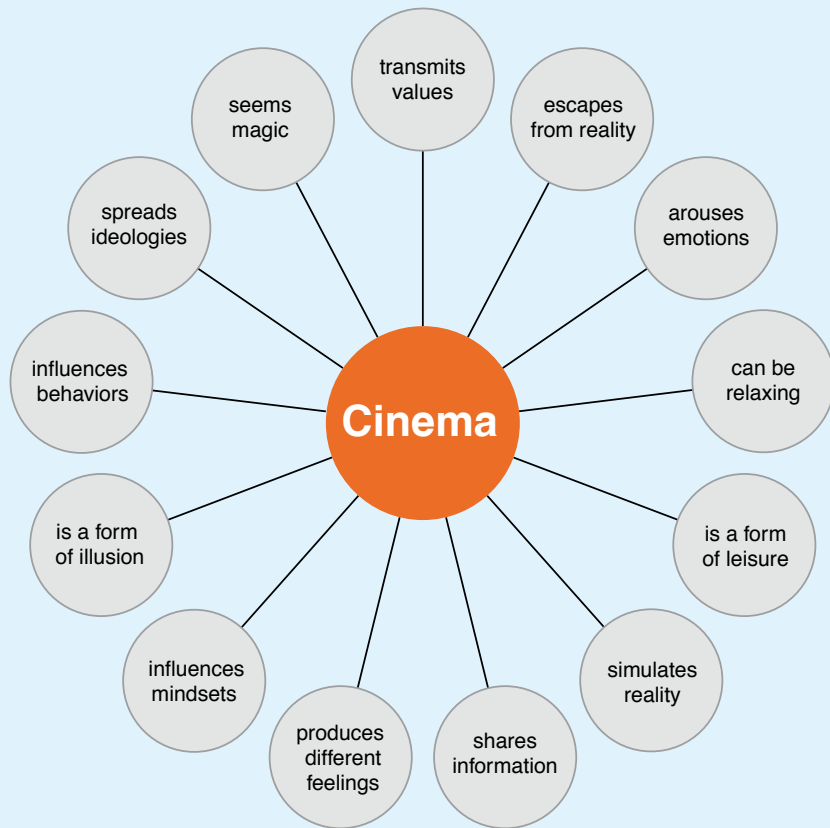 transmits
values
escapes
from reality
arouses
emotions
can be
relaxing
is a form
of leisure
simulates
reality
shares
information
produces
different
feelings
influences
mindsets
is a form
of illusion
influences
behaviors
spreads
ideologies
seems
magic
Cinema